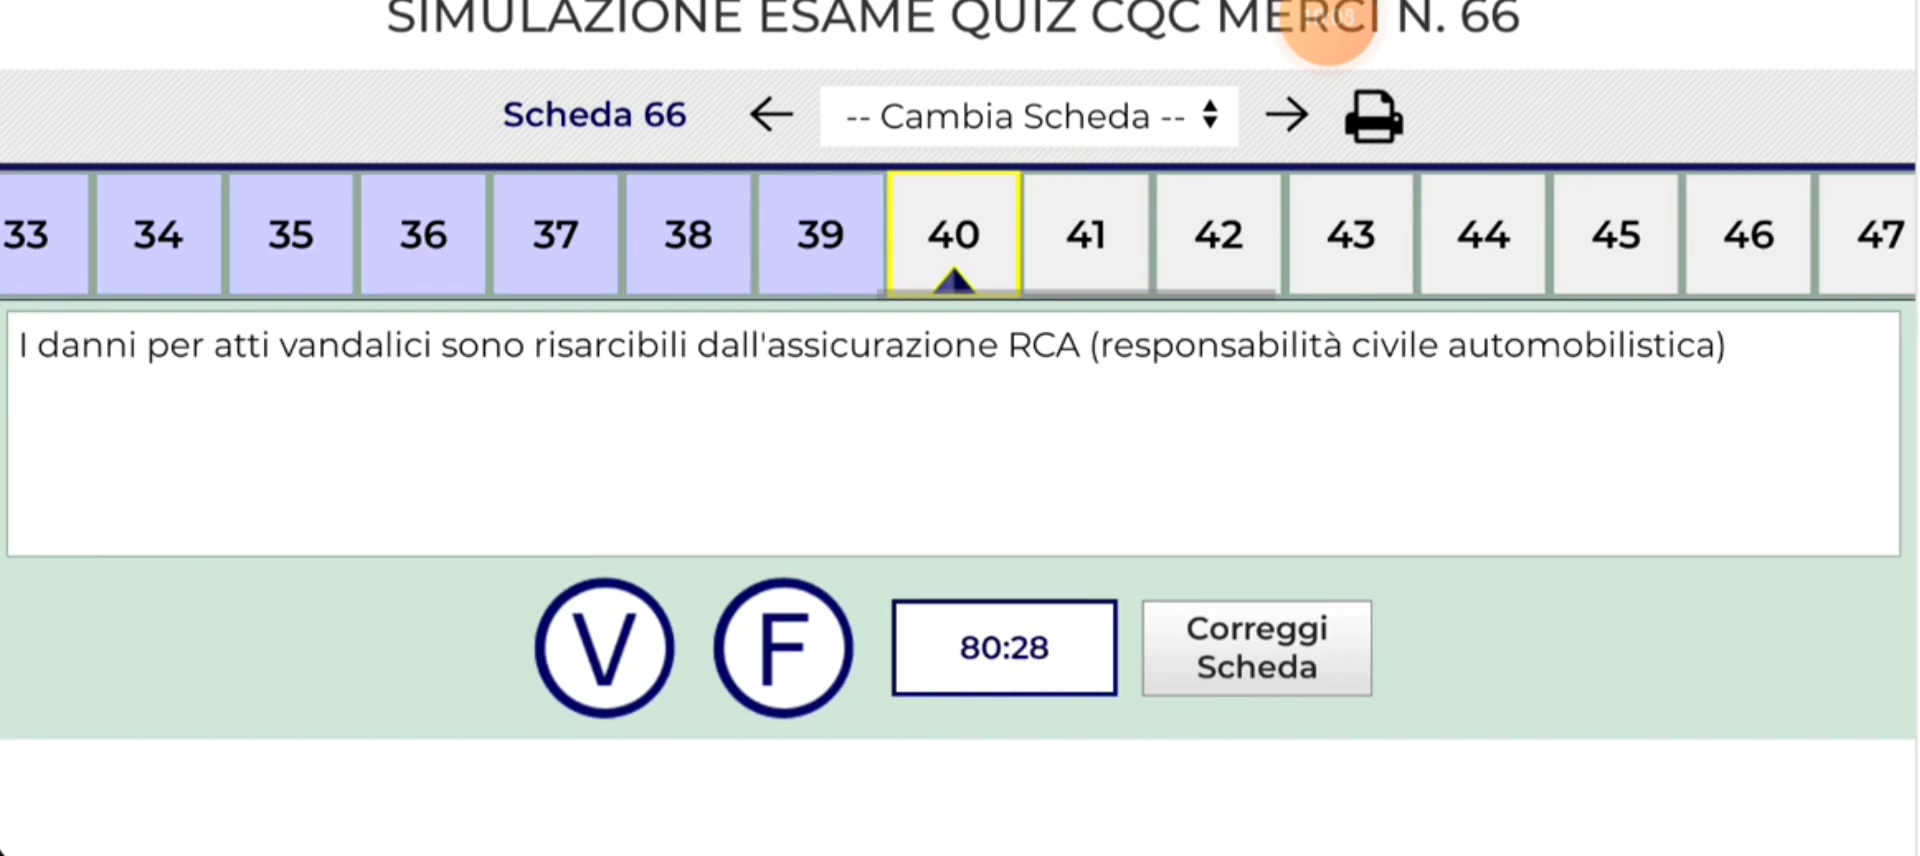 SIMULAZIONE ESAME QUIZ CQC MERCI N. 66
Scheda 66
-- Cambia Scheda --
33 34 35 36 37 38 39 40 41 42 43 44 45 46 47
I danni per atti vandalici sono risarcibili dall'assicurazione RCA (responsabilità civile automobilistica)
V F 80:28 Correggi
Scheda